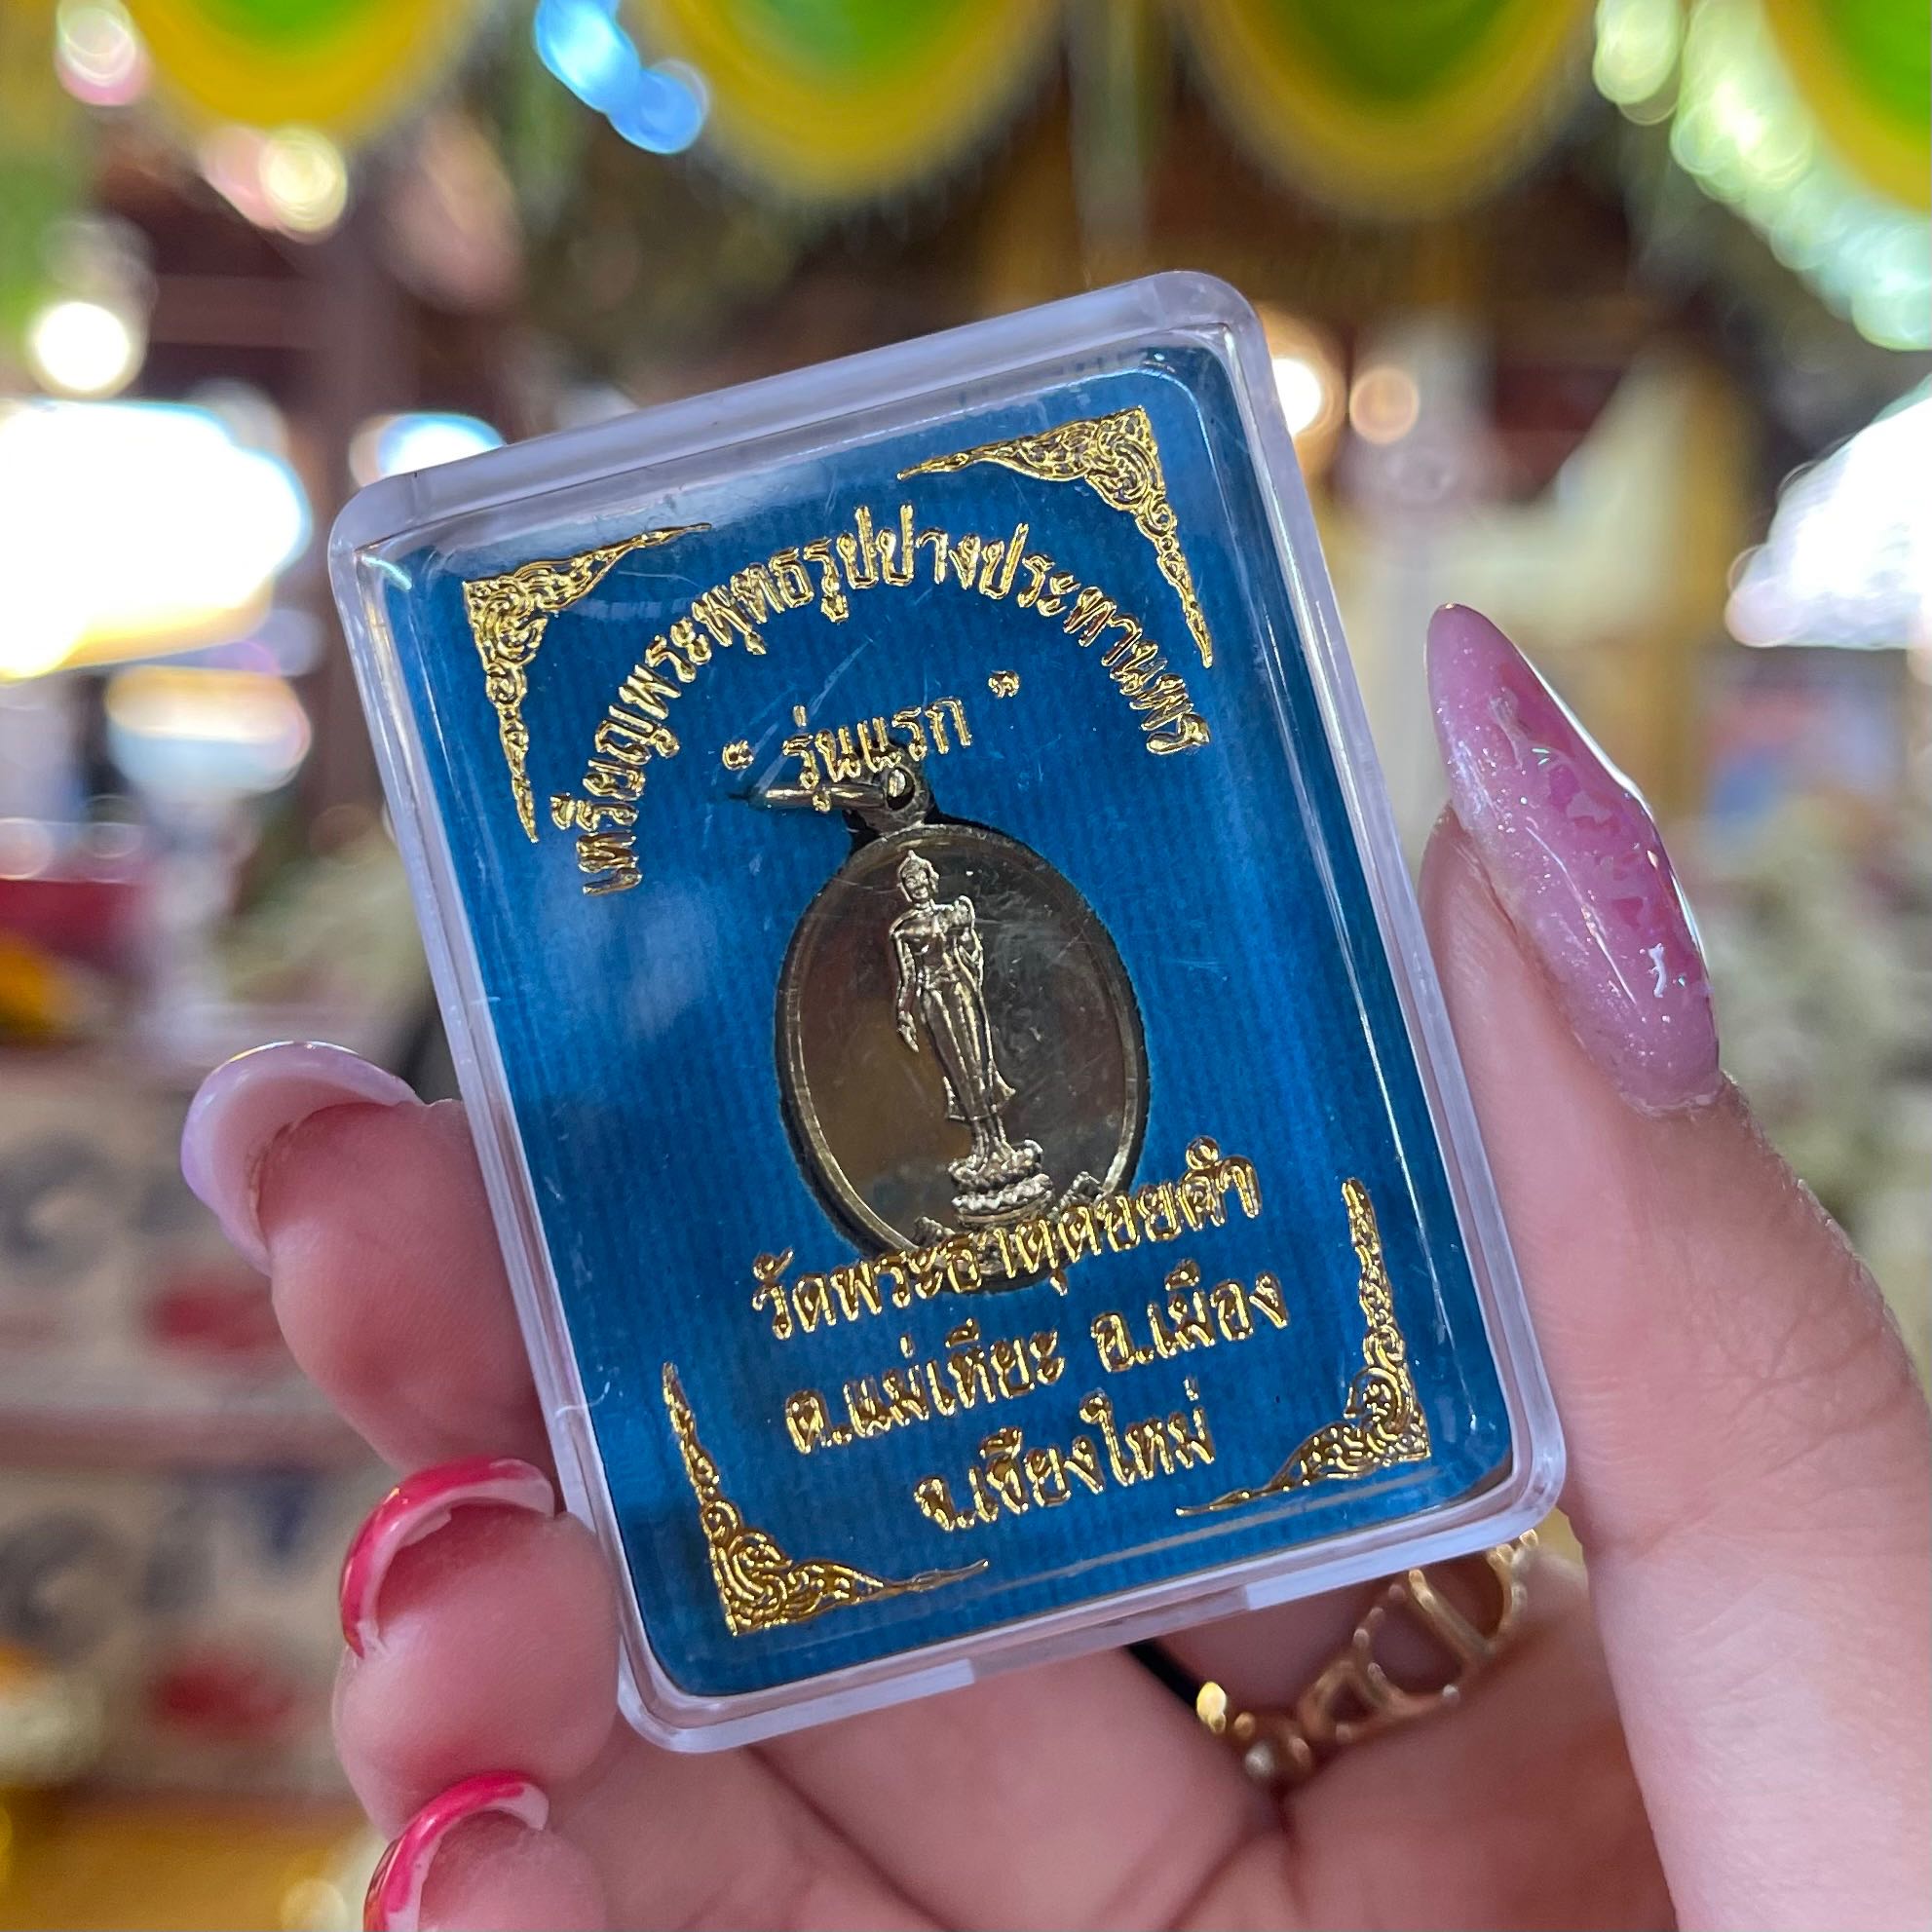 เหรียญพระพุทธรูปปางประทานพร
" รุ่นแรก "
วัดพระธาตุดอยคำ
ต.แม่เหียะ อ.เมือง
จ.เชียงใหม่